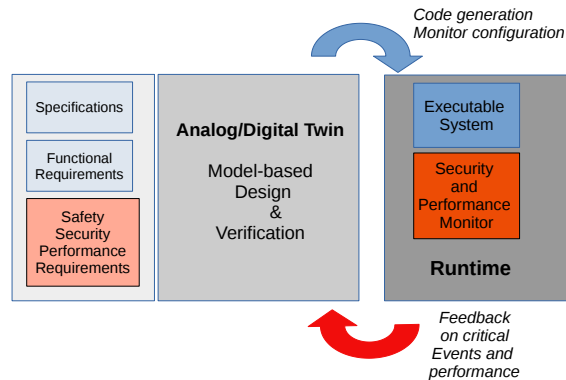 Code generation
Monitor configuration
Specifications
Functional
Requirements
Safety
Security
Performance
Requirements
Analog/Digital Twin
Model-based
Design
&
Verification
Executable
System
Security
and
Performance
Monitor
Runtime
Feedback
on critical
Events and
performance